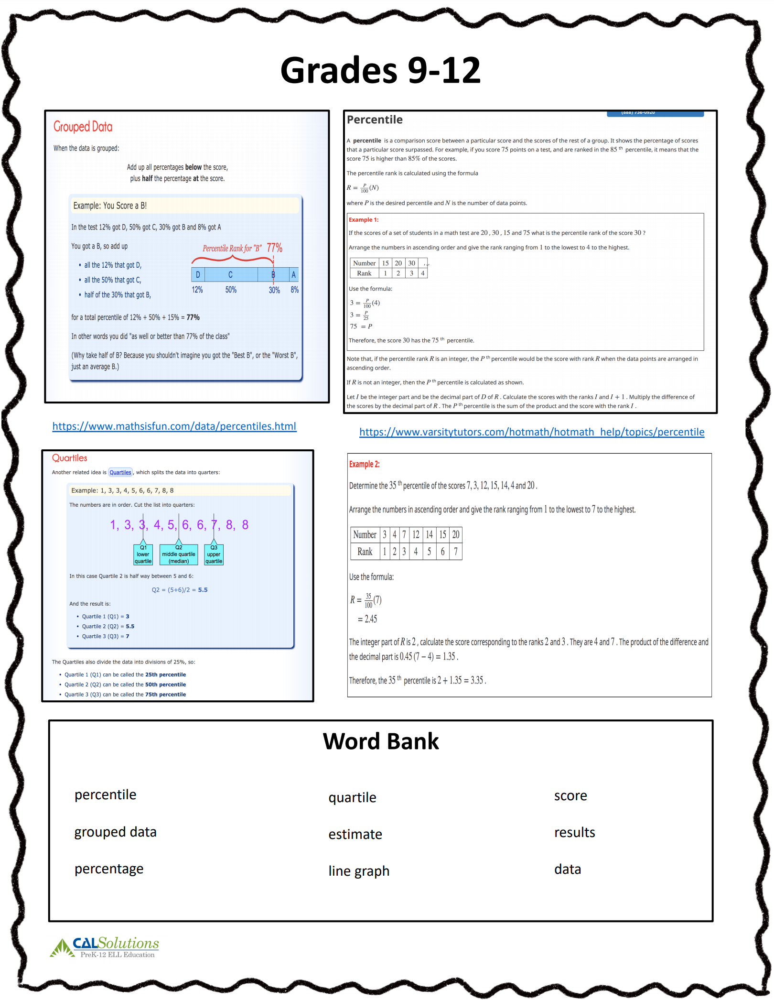 Grades 9-12
Grouped Data
When the data is grouped:
Add up all percentages below the score,
plus half the percentage at the score.
Example: You Score a B!
In the test 12% got D, 50% got C, 30% got B and 8% got A
You got a B, so add up
• all the 12% that got D,
• all the 50% that got C,
• half of the 30% that got B,
Percentile Rank for "B" 77%
D C B A
12% 50% 30% 8%
for a total percentile of 12% + 50% + 15% = 77%
In other words you did "as well or better than 77% of the class"
(Why take half of B? Because you shouldn't imagine you got the "Best B", or the "Worst B",
just an average B.)
https://www.mathsisfun.com/data/percentiles.html
(888) 736-0920
Percentile
A percentile is a comparison score between a particular score and the scores of the rest of a group. It shows the percentage of scores
that a particular score surpassed. For example, if you score 75 points on a test, and are ranked in the 85 th percentile, it means that the
score 75 is higher than 85% of the scores.
The percentile rank is calculated using the formula
R = P/100 (N)
where P is the desired percentile and N is the number of data points.
Example 1:
If the scores of a set of students in a math test are 20 , 30 , 15 and 75 what is the percentile rank of the score 30 ?
Arrange the numbers in ascending order and give the rank ranging from 1 to the lowest to 4 to the highest.
Number 15 20 30
Rank 1 2 3 4
Use the formula:
3 = P/100 (4)
3 = P/25
75 = P
Therefore, the score 30 has the 75 th percentile.
Note that, if the percentile rank R is an integer, the P th percentile would be the score with rank R when the data points are arranged in
ascending order.
If R is not an integer, then the P th percentile is calculated as shown.
Let I be the integer part and be the decimal part of D of R . Calculate the scores with the ranks I and I + 1 . Multiply the difference of
the scores by the decimal part of R . The P th percentile is the sum of the product and the score with the rank I .
https://www.varsitytutors.com/hotmath/hotmath_help/topics/percentile
Quartiles
Another related idea is Quartiles, which splits the data into quarters:
Example: 1, 3, 3, 4, 5, 6, 6, 7, 8, 8
The numbers are in order. Cut the list into quarters:
1, 3, 3, 4, 5, 6, 6, 7, 8, 8
Q1 Q2 Q3
lower middle quartile upper
quartile (median) quartile
In this case Quartile 2 is half way between 5 and 6:
Q2 = (5+6)/2 = 5.5
And the result is:
• Quartile 1 (Q1) = 3
• Quartile 2 (Q2) = 5.5
• Quartile 3 (Q3) = 7
The Quartiles also divide the data into divisions of 25%, so:
• Quartile 1 (Q1) can be called the 25th percentile
• Quartile 2 (Q2) can be called the 50th percentile
• Quartile 3 (Q3) can be called the 75th percentile
Example 2:
Determine the 35 th percentile of the scores 7, 3, 12, 15, 14, 4 and 20 .
Arrange the numbers in ascending order and give the rank ranging from 1 to the lowest to 7 to the highest.
Number 3 4 7 12 14 15 20
Rank 1 2 3 4 5 6 7
Use the formula:
R = 35/100 (7)
= 2.45
The integer part of R is 2 , calculate the score corresponding to the ranks 2 and 3 . They are 4 and 7 . The product of the difference and
the decimal part is 0.45 (7 − 4) = 1.35 .
Therefore, the 35 th percentile is 2 + 1.35 = 3.35 .
Word Bank
percentile quartile score
grouped data estimate results
percentage line graph data
CALSolutions
PreK-12 ELL Education